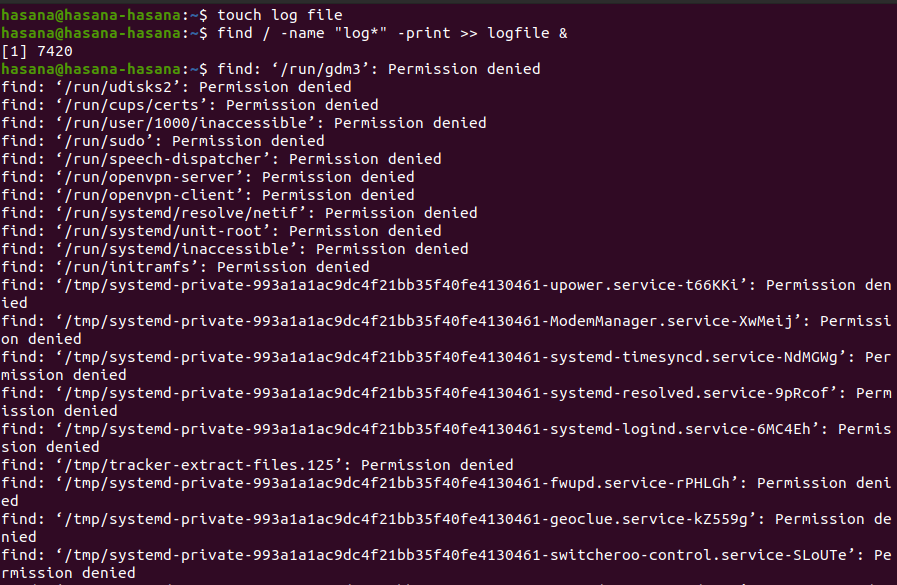 hasana@hasana-hasana:~$ touch log file
hasana@hasana-hasana:~$ find / -name "log*" -print >> logfile &
[1] 7420
hasana@hasana-hasana:~$ find: ‘/run/gdm3’: Permission denied
find: ‘/run/udisks2’: Permission denied
find: ‘/run/cups/certs’: Permission denied
find: ‘/run/user/1000/inaccessible’: Permission denied
find: ‘/run/sudo’: Permission denied
find: ‘/run/speech-dispatcher’: Permission denied
find: ‘/run/openvpn-server’: Permission denied
find: ‘/run/openvpn-client’: Permission denied
find: ‘/run/systemd/resolve/netif’: Permission denied
find: ‘/run/systemd/unit-root’: Permission denied
find: ‘/run/systemd/inaccessible’: Permission denied
find: ‘/run/initramfs’: Permission denied
find: ‘/tmp/systemd-private-993a1a1ac9dc4f21bb35f40fe4130461-upower.service-t66KKi’: Permission den
ied
find: ‘/tmp/systemd-private-993a1a1ac9dc4f21bb35f40fe4130461-ModemManager.service-XwMeij’: Permissi
on denied
find: ‘/tmp/systemd-private-993a1a1ac9dc4f21bb35f40fe4130461-systemd-timesyncd.service-NdMGWg’: Per
mission denied
find: ‘/tmp/systemd-private-993a1a1ac9dc4f21bb35f40fe4130461-systemd-resolved.service-9pRcof’: Perm
ission denied
find: ‘/tmp/systemd-private-993a1a1ac9dc4f21bb35f40fe4130461-systemd-logind.service-6MC4Eh’: Permis
sion denied
find: ‘/tmp/tracker-extract-files.125’: Permission denied
find: ‘/tmp/systemd-private-993a1a1ac9dc4f21bb35f40fe4130461-fwupd.service-rPHLGh’: Permission deni
ed
find: ‘/tmp/systemd-private-993a1a1ac9dc4f21bb35f40fe4130461-geoclue.service-kZ559g’: Permission de
nied
find: ‘/tmp/systemd-private-993a1a1ac9dc4f21bb35f40fe4130461-switcheroo-control.service-SLoUTe’: Pe
rmission denied